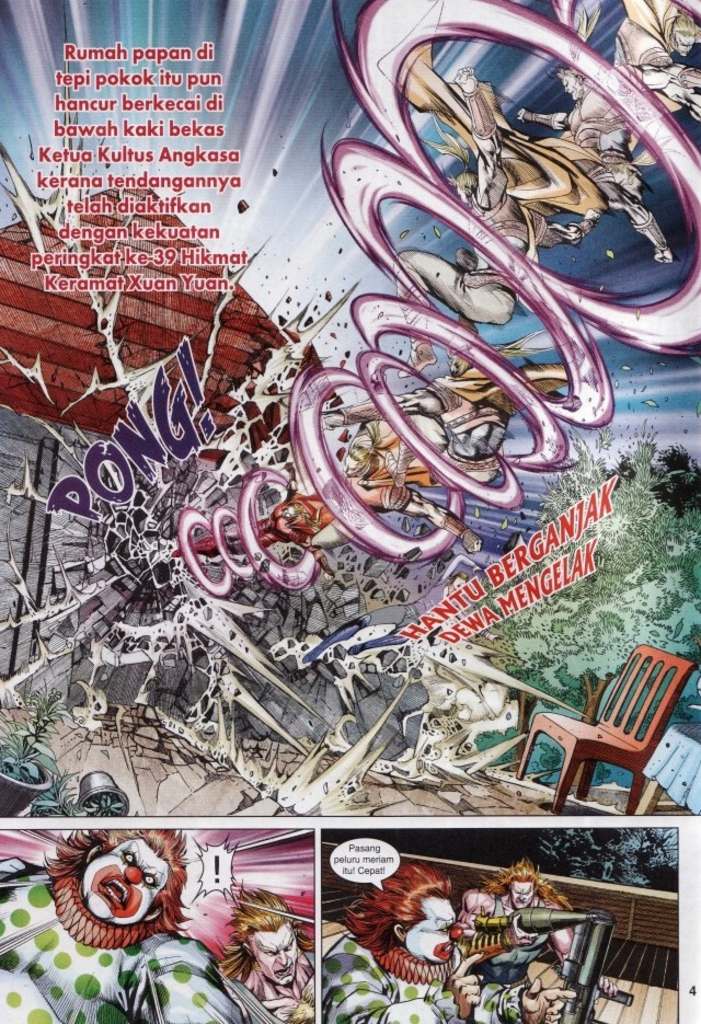 Rumah papan di
tepi pokok itu pun
hancur berkecai di
bawah kaki bekas
Ketua Kultus Angkasa
kerana tendangannya
telah diaktifkan
dengan kekuatan
peringkat ke-39 Hikmat
Keramat Xuan Yuan.
PONG!
HANTU BERGANJAK
DEWA MENGELAK
!
Pasang
peluru meriam
itu! Cepat!
4